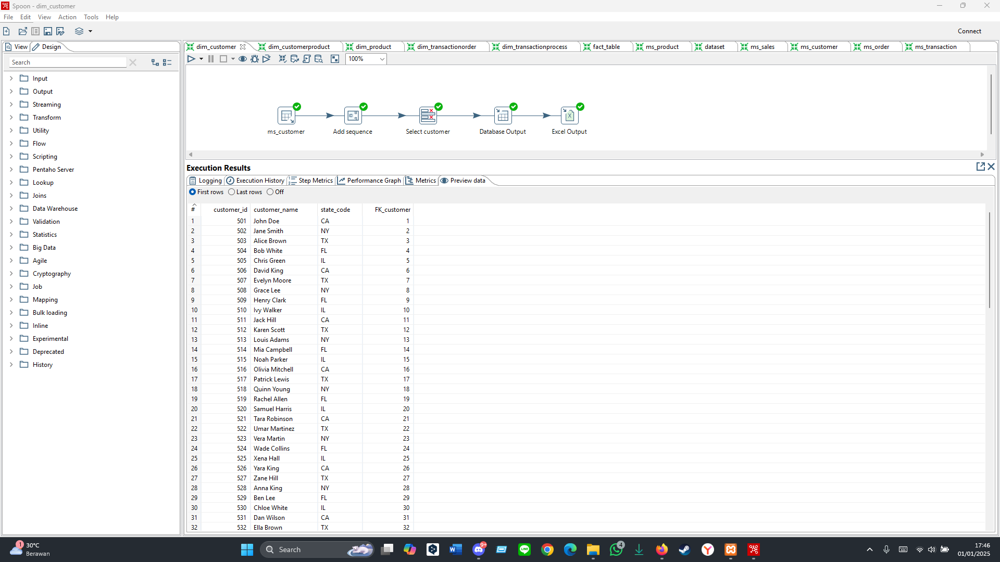 Spoon - dim_customer
File Edit View Action Tools Help
Connect
View Design
dim_customer dim_customerproduct dim_product dim_transactionorder dim_transactionprocess fact_table ms_product dataset ms_sales ms_customer ms_order ms_transaction
Search
100%
Input
Output
Streaming
Transform
Utility
Flow
Scripting
Pentaho Server
Lookup
Joins
Data Warehouse
Validation
Statistics
Big Data
Agile
Cryptography
Job
Mapping
Bulk loading
Inline
Experimental
Deprecated
History
ms_customer Add sequence Select customer Database Output Excel Output
Execution Results
Logging Execution History Step Metrics Performance Graph Metrics Preview data
First rows Last rows Off
# customer_id customer_name state_code FK_customer
1 501 John Doe CA 1
2 502 Jane Smith NY 2
3 503 Alice Brown TX 3
4 504 Bob White FL 4
5 505 Chris Green IL 5
6 506 David King CA 6
7 507 Evelyn Moore TX 7
8 508 Grace Lee NY 8
9 509 Henry Clark FL 9
10 510 Ivy Walker IL 10
11 511 Jack Hill CA 11
12 512 Karen Scott TX 12
13 513 Louis Adams NY 13
14 514 Mia Campbell FL 14
15 515 Noah Parker IL 15
16 516 Olivia Mitchell CA 16
17 517 Patrick Lewis TX 17
18 518 Quinn Young NY 18
19 519 Rachel Allen FL 19
20 520 Samuel Harris IL 20
21 521 Tara Robinson CA 21
22 522 Umar Martinez TX 22
23 523 Vera Martin NY 23
24 524 Wade Collins FL 24
25 525 Xena Hall IL 25
26 526 Yara King CA 26
27 527 Zane Hill TX 27
28 528 Anna King NY 28
29 529 Ben Lee FL 29
30 530 Chloe White IL 30
31 531 Dan Wilson CA 31
32 532 Ella Brown TX 32
1 30°C
Berawan
Search
9+
LINE
4
17:46
01/01/2025